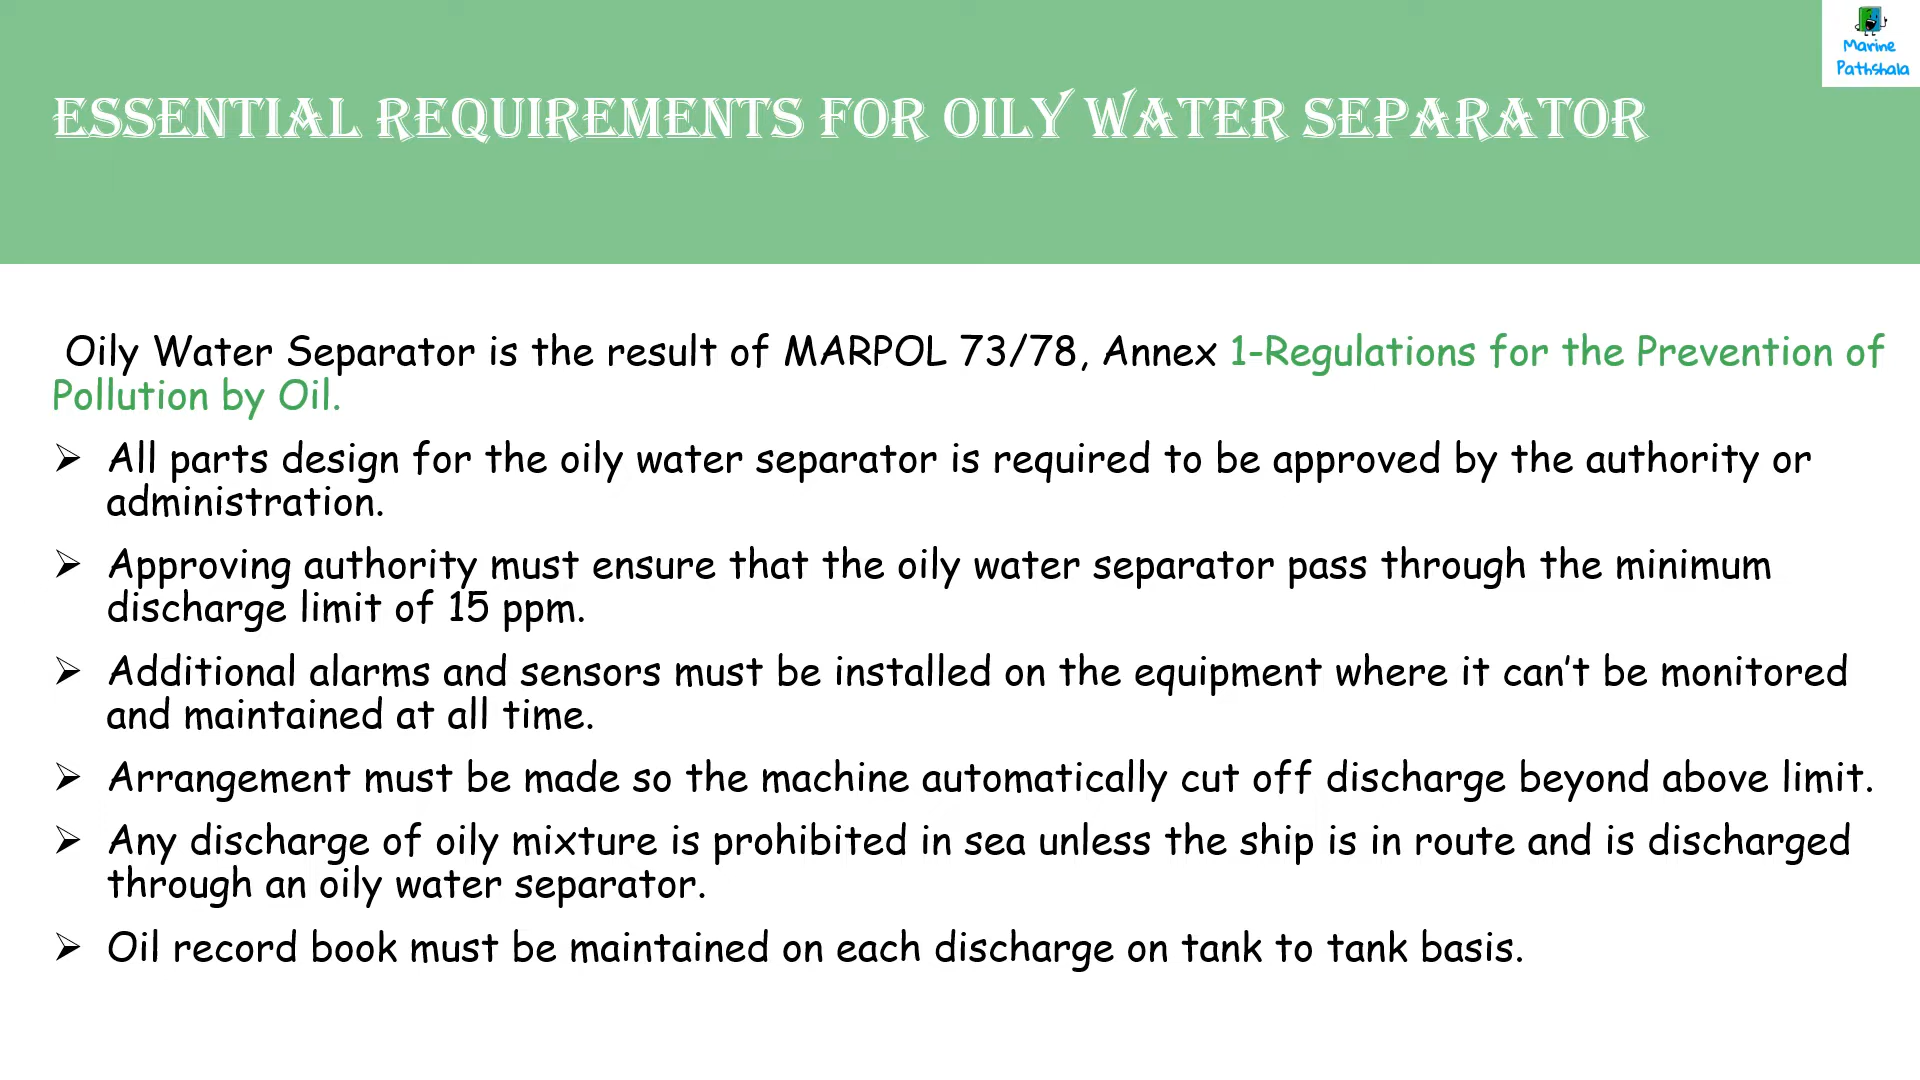 Marine
Pathshala
ESSENTIAL REQUIREMENTS FOR OILY WATER SEPARATOR
Oily Water Separator is the result of MARPOL 73/78, Annex 1-Regulations for the Prevention of
Pollution by Oil.
➢ All parts design for the oily water separator is required to be approved by the authority or
administration.
➢ Approving authority must ensure that the oily water separator pass through the minimum
discharge limit of 15 ppm.
➢ Additional alarms and sensors must be installed on the equipment where it can’t be monitored
and maintained at all time.
➢ Arrangement must be made so the machine automatically cut off discharge beyond above limit.
➢ Any discharge of oily mixture is prohibited in sea unless the ship is in route and is discharged
through an oily water separator.
➢ Oil record book must be maintained on each discharge on tank to tank basis.